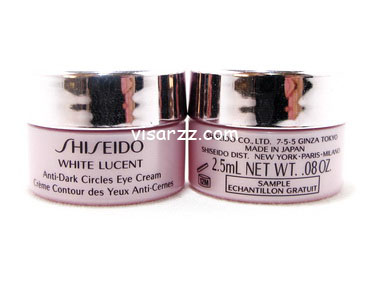 SHISEIDO
WHITE LUCENT
Anti-Dark Circles Eye Cream
Crème Contour des Yeux Anti-Cernes
visarzz.com
CO., LTD. 7-5-5 GINZA TOKYO
MADE IN JAPAN
SHISEIDO DIST. NEW YORK-PARIS-MILANO
2.5mL NET WT. .08 OZ.
12M
SAMPLE
ECHANTILLON GRATUIT